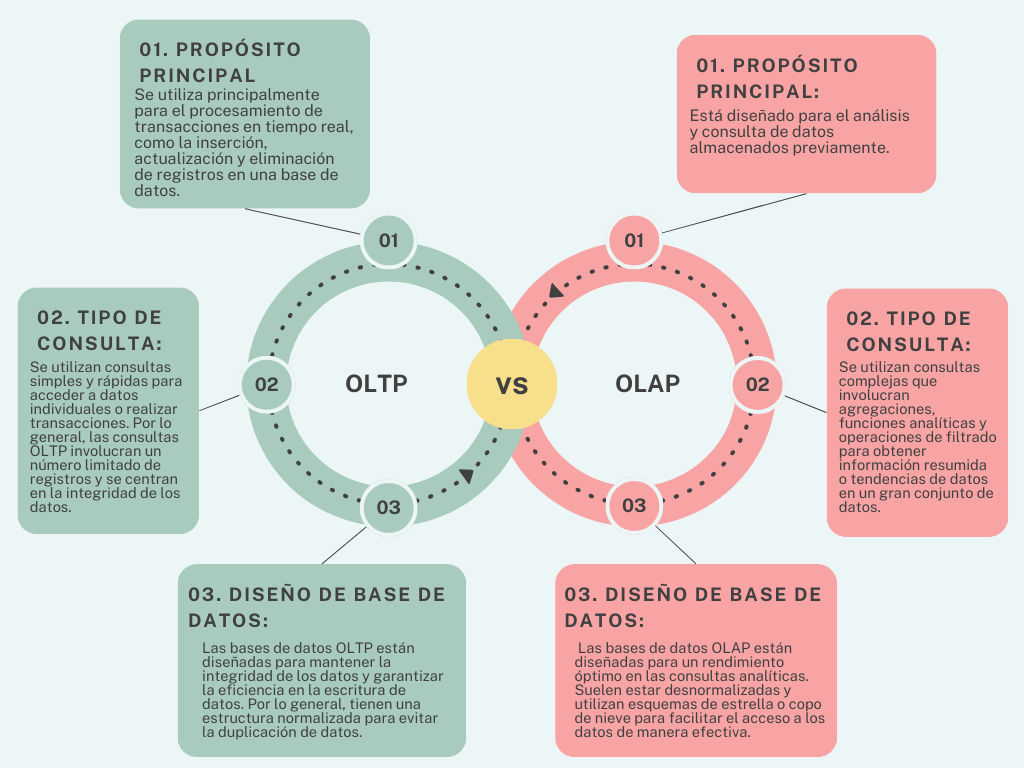 01. PROPÓSITO
PRINCIPAL
Se utiliza principalmente
para el procesamiento de
transacciones en tiempo real,
como la inserción,
actualización y eliminación
de registros en una base de
datos.
01. PROPÓSITO
PRINCIPAL:
Está diseñado para el análisis
y consulta de datos
almacenados previamente.
01
01
02. TIPO DE
CONSULTA:
Se utilizan consultas
simples y rápidas para
acceder a datos
individuales o realizar
transacciones. Por lo
general, las consultas
OLTP involucran un
número limitado de
registros y se centran
en la integridad de los
datos.
02
OLTP
VS
OLAP
02
02. TIPO DE
CONSULTA:
Se utilizan consultas
complejas que
involucran
agregaciones,
funciones analíticas y
operaciones de filtrado
para obtener
información resumida
o tendencias de datos
en un gran conjunto de
datos.
03
03
03. DISEÑO DE BASE DE
DATOS:
Las bases de datos OLTP están
diseñadas para mantener la
integridad de los datos y garantizar
la eficiencia en la escritura de
datos. Por lo general, tienen una
estructura normalizada para evitar
la duplicación de datos.
03. DISEÑO DE BASE DE
DATOS:
Las bases de datos OLAP están
diseñadas para un rendimiento
óptimo en las consultas analíticas.
Suelen estar desnormalizadas y
utilizan esquemas de estrella o copo
de nieve para facilitar el acceso a los
datos de manera efectiva.